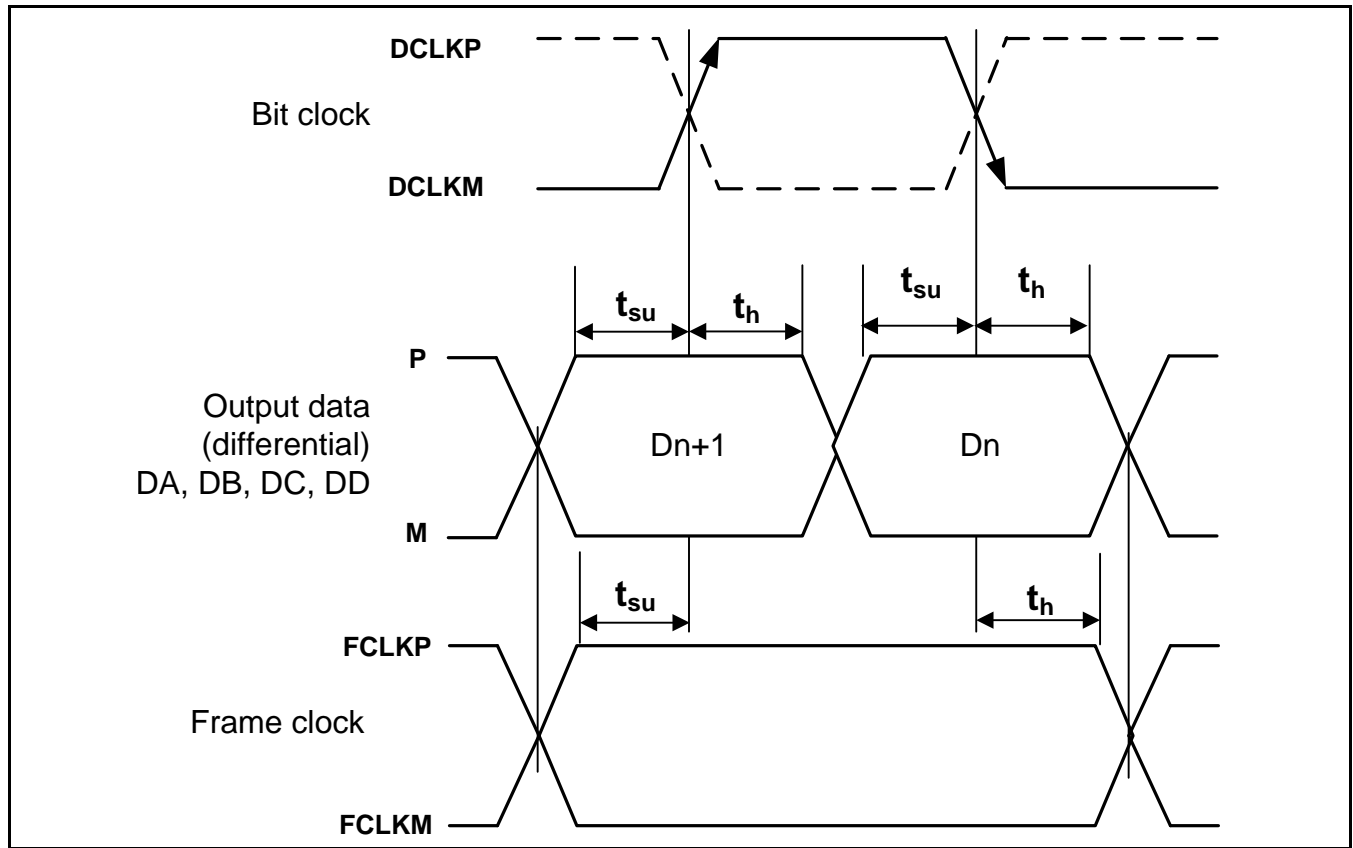 DCLKP
Bit clock
DCLKM
tsu
th
tsu
th
P
Output data
(differential)
DA, DB, DC, DD
Dn+1
Dn
M
tsu
th
FCLKP
Frame clock
FCLKM